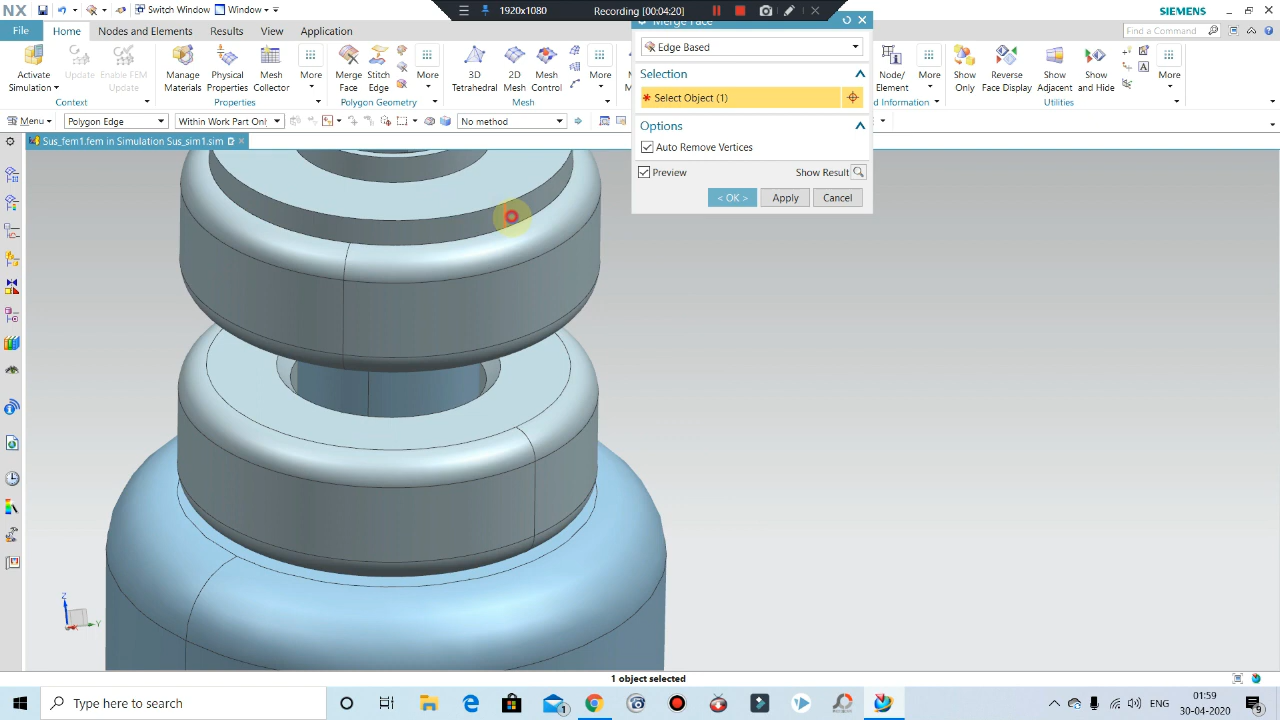 NX
Switch Window
Window
1920x1080
Recording [00:04:20]
SIEMENS
File
Home
Nodes and Elements
Results
View
Application
Find a Command
Activate
Simulation
Update
Enable FEM
Update
Manage
Materials
Physical
Properties
Mesh
Collector
More
Merge
Face
Stitch
Edge
More
3D
Tetrahedral
2D
Mesh
Mesh
Control
More
Node/
Element
More
Show
Only
Reverse
Display
Show
Adjacent
Show
and Hide
More
Context
Properties
Polygon Geometry
Mesh
Utilities
Menu
Polygon Edge
Within Work Part Onl
No method
Sus_fem1.fem in Simulation Sus_sim1.sim
Merge Face
Edge Based
Selection
* Select Object (1)
Options
Auto Remove Vertices
Preview
Show Result
< OK >
Apply
Cancel
Z
Y
1 object selected
Type here to search
ENG
01:59
30-04-2020